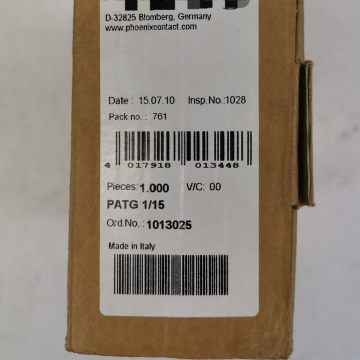 D-32825 Blomberg, Germany
www.phoenixcontact.com
Date : 15.07.10 Insp.No.:1028
Pack no. : 761
4 017918 013448
Pieces: 1.000 V/C: 00
PATG 1/15
Ord.No. : 1013025
Made in Italy